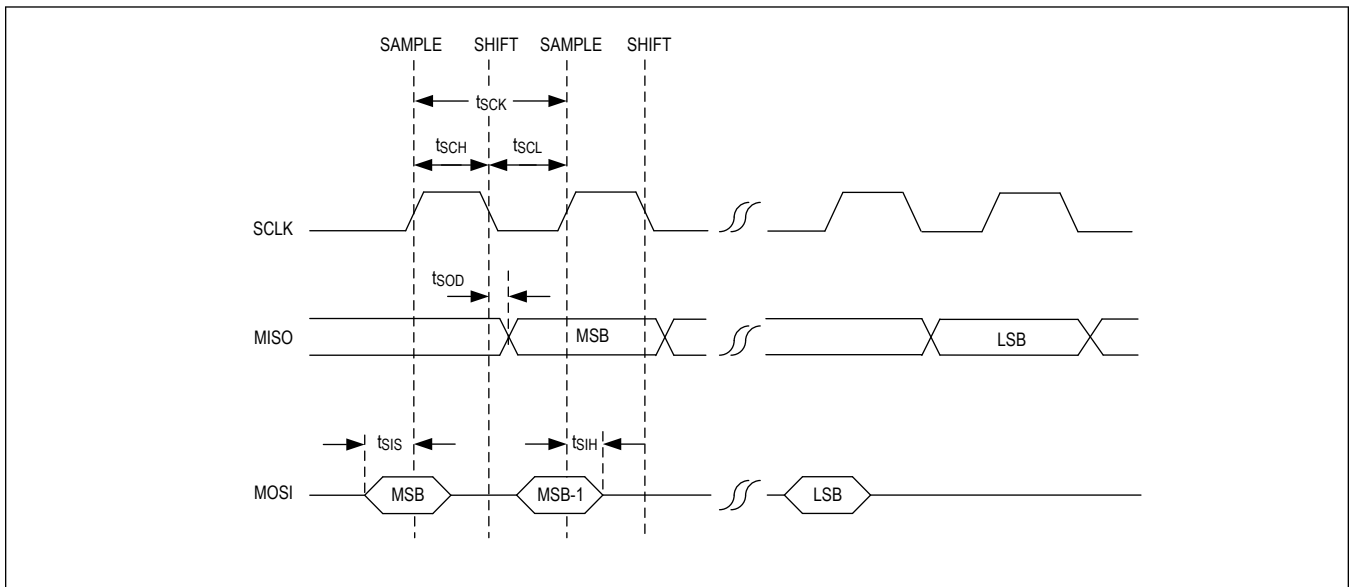 SAMPLE SHIFT SAMPLE SHIFT
tSCK
tSCH tSCL
SCLK
tSOD
MISO MSB LSB
tSIS tSIH
MOSI MSB MSB-1 LSB